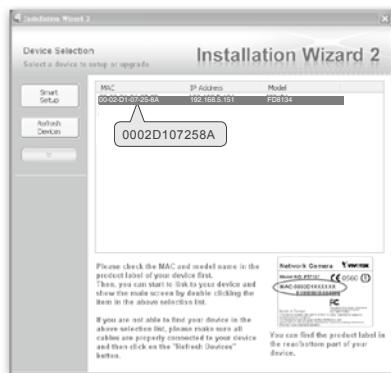 Installation Wizard 2
Device Selection
Select a device to setup or upgrade
Installation Wizard 2
Smart
Setup
Refresh
Devices
MAC IP Address Model
00-02-D1-07-25-8A 192.168.5.151 FD8134
0002D107258A
Please check the MAC and model name in the
product label of your device first.
Then, you can start to link to your device and
show the main screen by double clicking the
item in the above selection list.
If you are not able to find your device in the
above selection list, please make sure all
cables are properly connected to your device
and then click on the "Refresh Devices"
button.
Network Camera VIVOTEK
0560
MAC:0002D1XXXXXX
FC
You can find the product label in
the rear/bottom part of your
device.